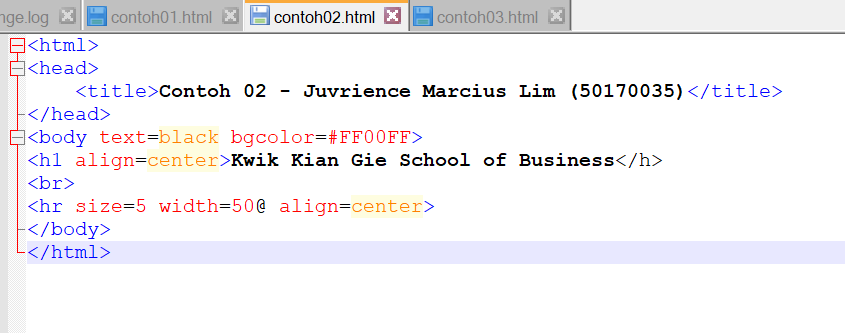 nge.log contoh01.html contoh02.html contoh03.html
<html>
<head>
<title>Contoh 02 - Juvrience Marcius Lim (50170035)</title>
</head>
<body text=black bgcolor=#FF00FF>
<h1 align=center>Kwik Kian Gie School of Business</h>
<br>
<hr size=5 width=50@ align=center>
</body>
</html>